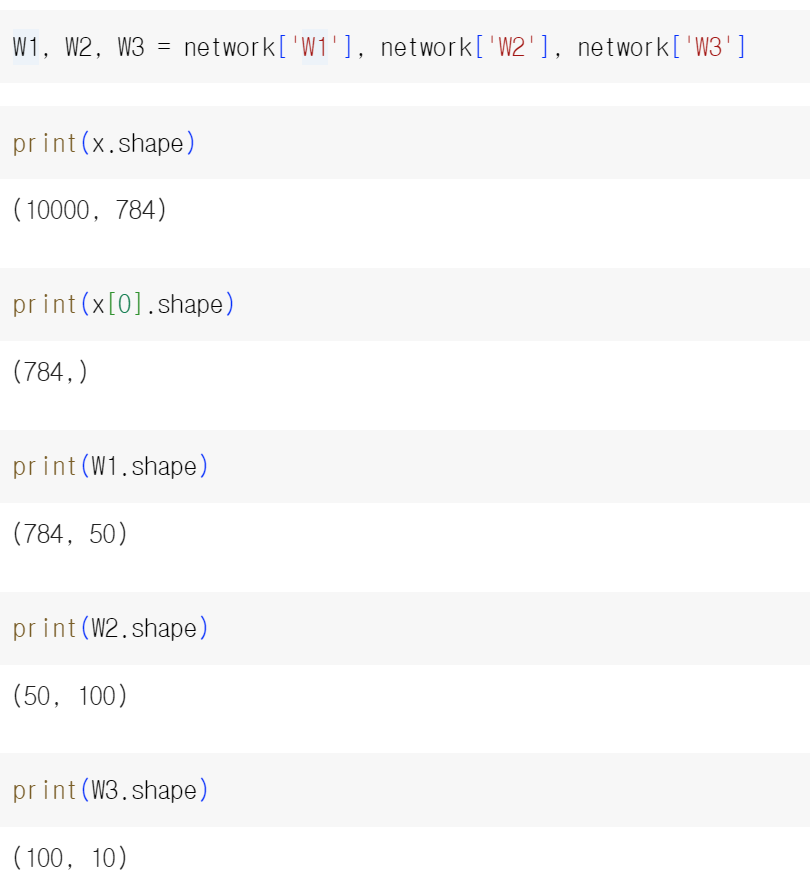 W1, W2, W3 = network['W1'], network['W2'], network['W3']
print(x.shape)
(10000, 784)
print(x[0].shape)
(784,)
print(W1.shape)
(784, 50)
print(W2.shape)
(50, 100)
print(W3.shape)
(100, 10)